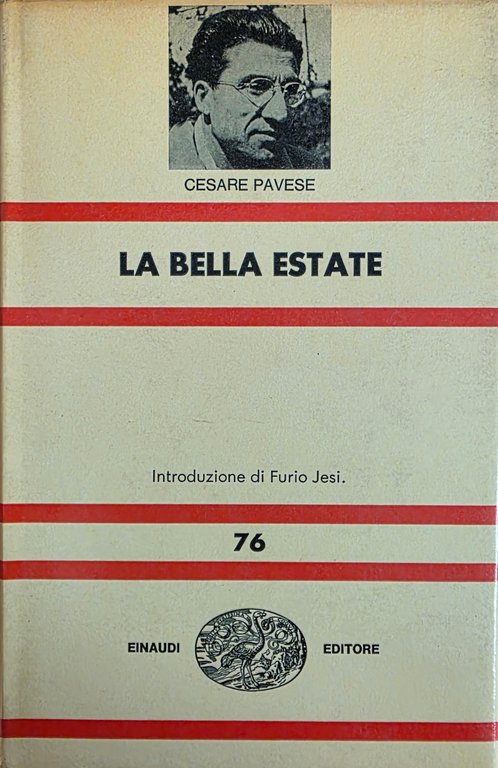 CESARE PAVESE
LA BELLA ESTATE
Introduzione di Furio Jesi.
76
EINAUDI EDITORE